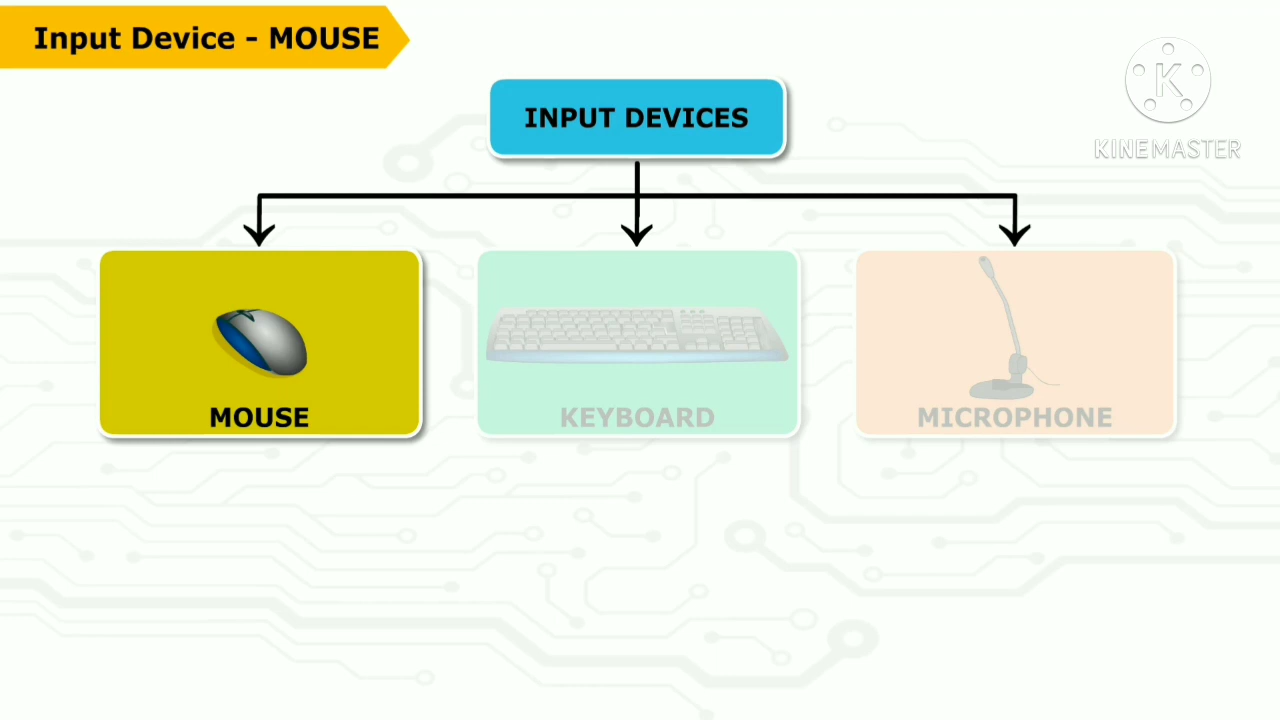 Input Device - MOUSE
INPUT DEVICES
K
KINEMASTER
MOUSE
KEYBOARD
MICROPHONE